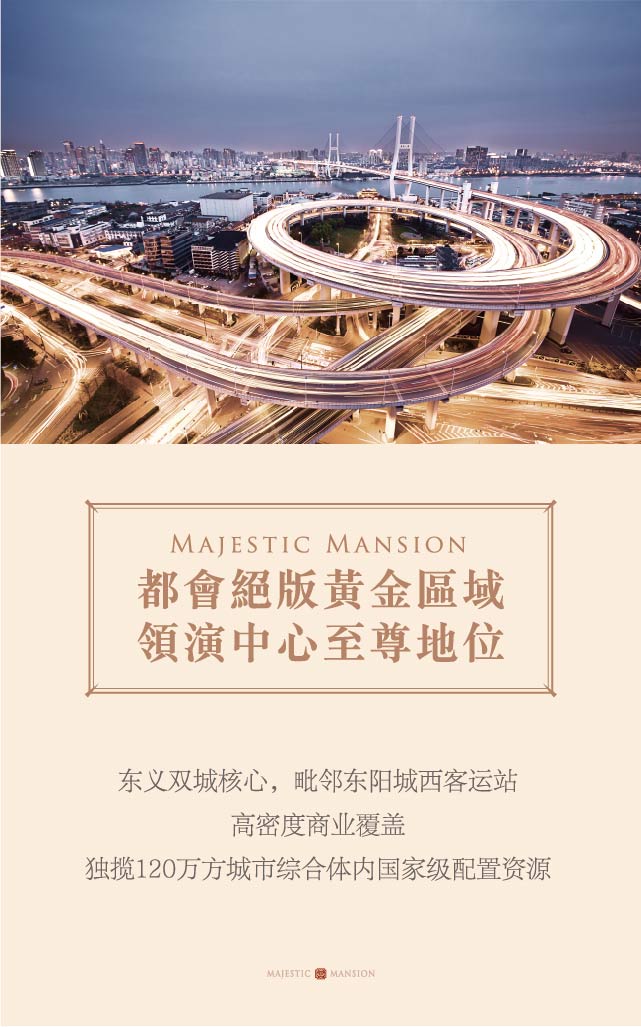 MAJESTIC MANSION
都會絕版黃金區域
領演中心至尊地位
东义双城核心，毗邻东阳城西客运站
高密度商业覆盖
独揽120万方城市综合体内国家级配置资源
MAJESTIC MANSION